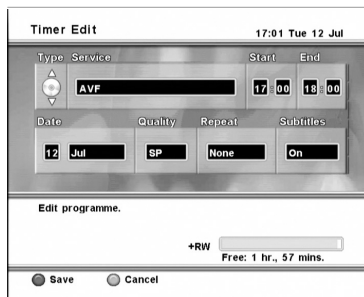 Timer Edit 17:01 Tue 12 Jul
Type Service Start End
AVF 17:00 18:00
Date Quality Repeat Subtitles
12 Jul SP None On
Edit programme.
+RW
Free: 1 hr., 57 mins.
Save Cancel